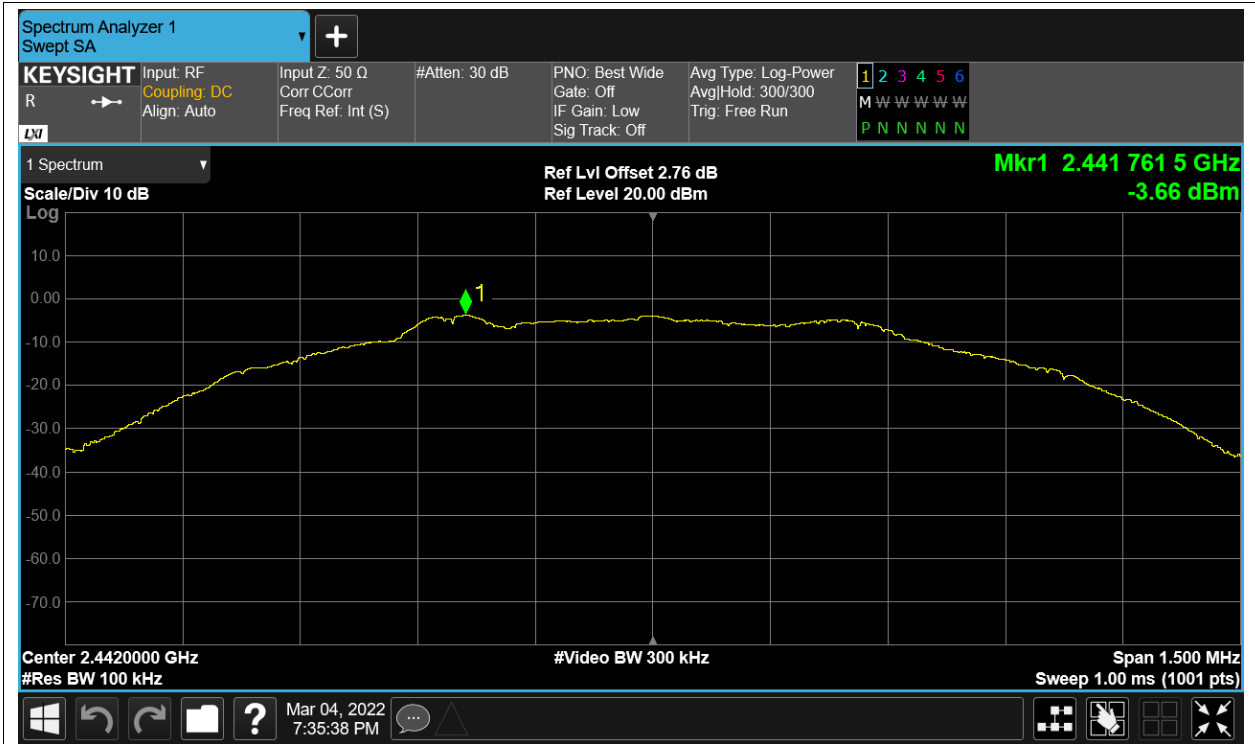 Spectrum Analyzer 1
Swept SA
KEYSIGHT
R
LXI
Input: RF
Coupling: DC
Align: Auto
Input Z: 50 Ω
Corr CCorr
Freq Ref: Int (S)
#Atten: 30 dB
PNO: Best Wide
Gate: Off
IF Gain: Low
Sig Track: Off
Avg Type: Log-Power
Avg|Hold: 300/300
Trig: Free Run
1 2 3 4 5 6
M W W W W W
P N N N N N
1 Spectrum
Scale/Div 10 dB
Log
Ref Lvl Offset 2.76 dB
Ref Level 20.00 dBm
Mkr1 2.441 761 5 GHz
-3.66 dBm
10.0
0.00
1
-10.0
-20.0
-30.0
-40.0
-50.0
-60.0
-70.0
Center 2.4420000 GHz
#Res BW 100 kHz
#Video BW 300 kHz
Span 1.500 MHz
Sweep 1.00 ms (1001 pts)
?
Mar 04, 2022
7:35:38 PM